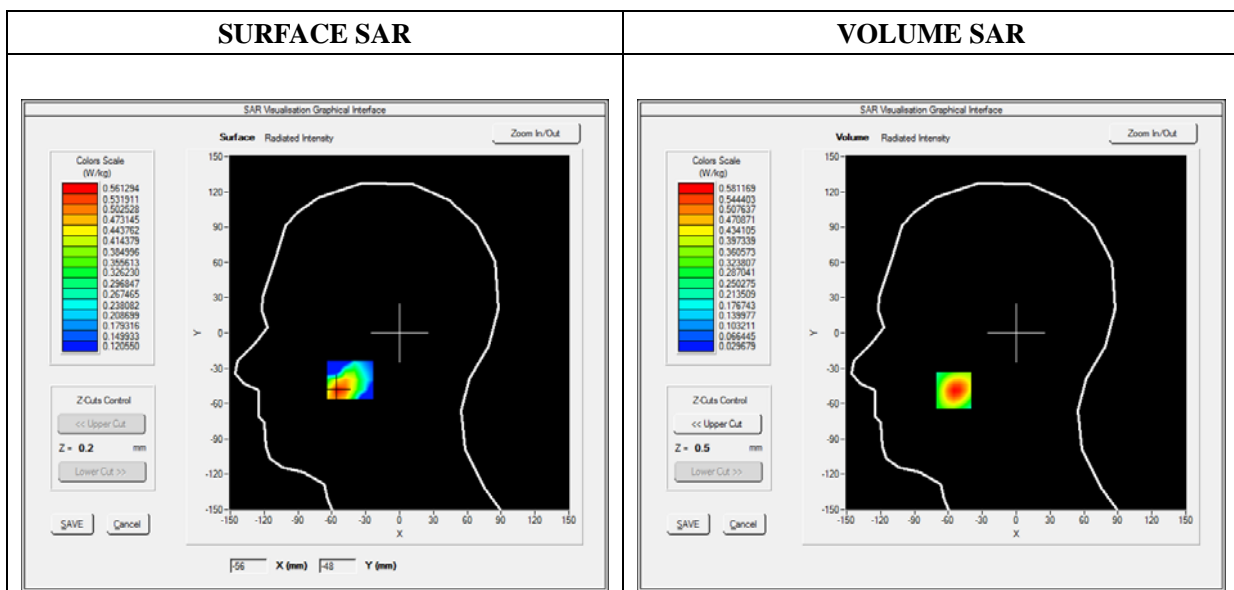 SURFACE SAR
VOLUME SAR
SAR Visualisation Graphical Interface
Surface Radiated Intensity
Zoom In/Out
Colors Scale
(W/kg)
0.561294
0.531911
0.502528
0.473145
0.443762
0.414379
0.384996
0.355613
0.326230
0.296847
0.267465
0.238082
0.208699
0.179316
0.149933
0.120550
Z-Cuts Control
<< Upper Cut
Z = 0.2 mm
Lower Cut >>
SAVE Cancel
150
120
90
60
30
0
-30
-60
-90
-120
-150
Y
-150 -120 -90 -60 -30 0 30 60 90 120 150
X
-56 X (mm) -48 Y (mm)
SAR Visualisation Graphical Interface
Volume Radiated Intensity
Zoom In/Out
Colors Scale
(W/kg)
0.581169
0.544403
0.507637
0.470871
0.434105
0.397339
0.360573
0.323807
0.287041
0.250275
0.213509
0.176743
0.139977
0.103211
0.066445
0.029679
Z-Cuts Control
<< Upper Cut
Z = 0.5 mm
Lower Cut >>
SAVE Cancel
150
120
90
60
30
0
-30
-60
-90
-120
-150
Y
-150 -120 -90 -60 -30 0 30 60 90 120 150
X